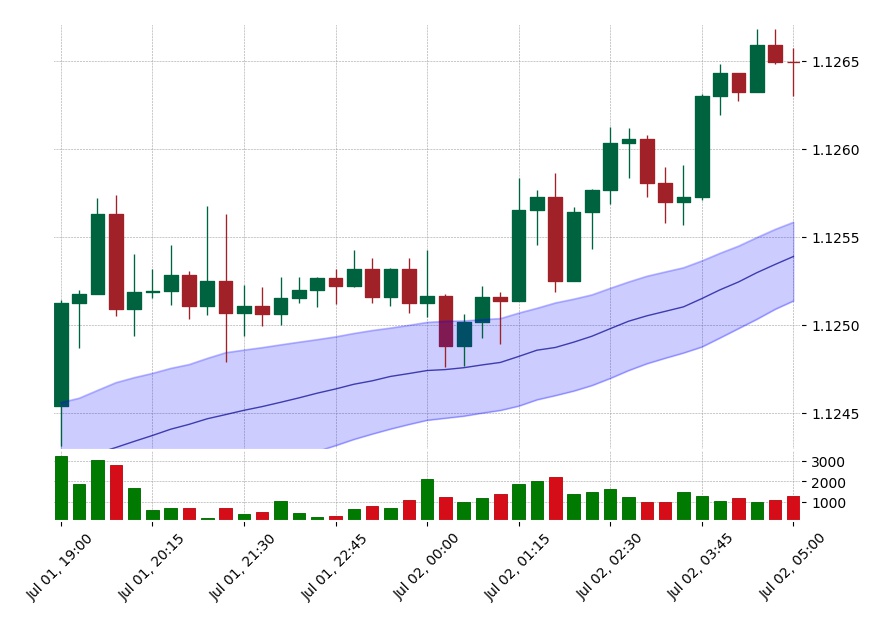 1.1265
1.1260
1.1255
1.1250
1.1245
3000
2000
1000
Jul 01, 19:00
Jul 01, 20:15
Jul 01, 21:30
Jul 01, 22:45
Jul 02, 00:00
Jul 02, 01:15
Jul 02, 02:30
Jul 02, 03:45
Jul 02, 05:00